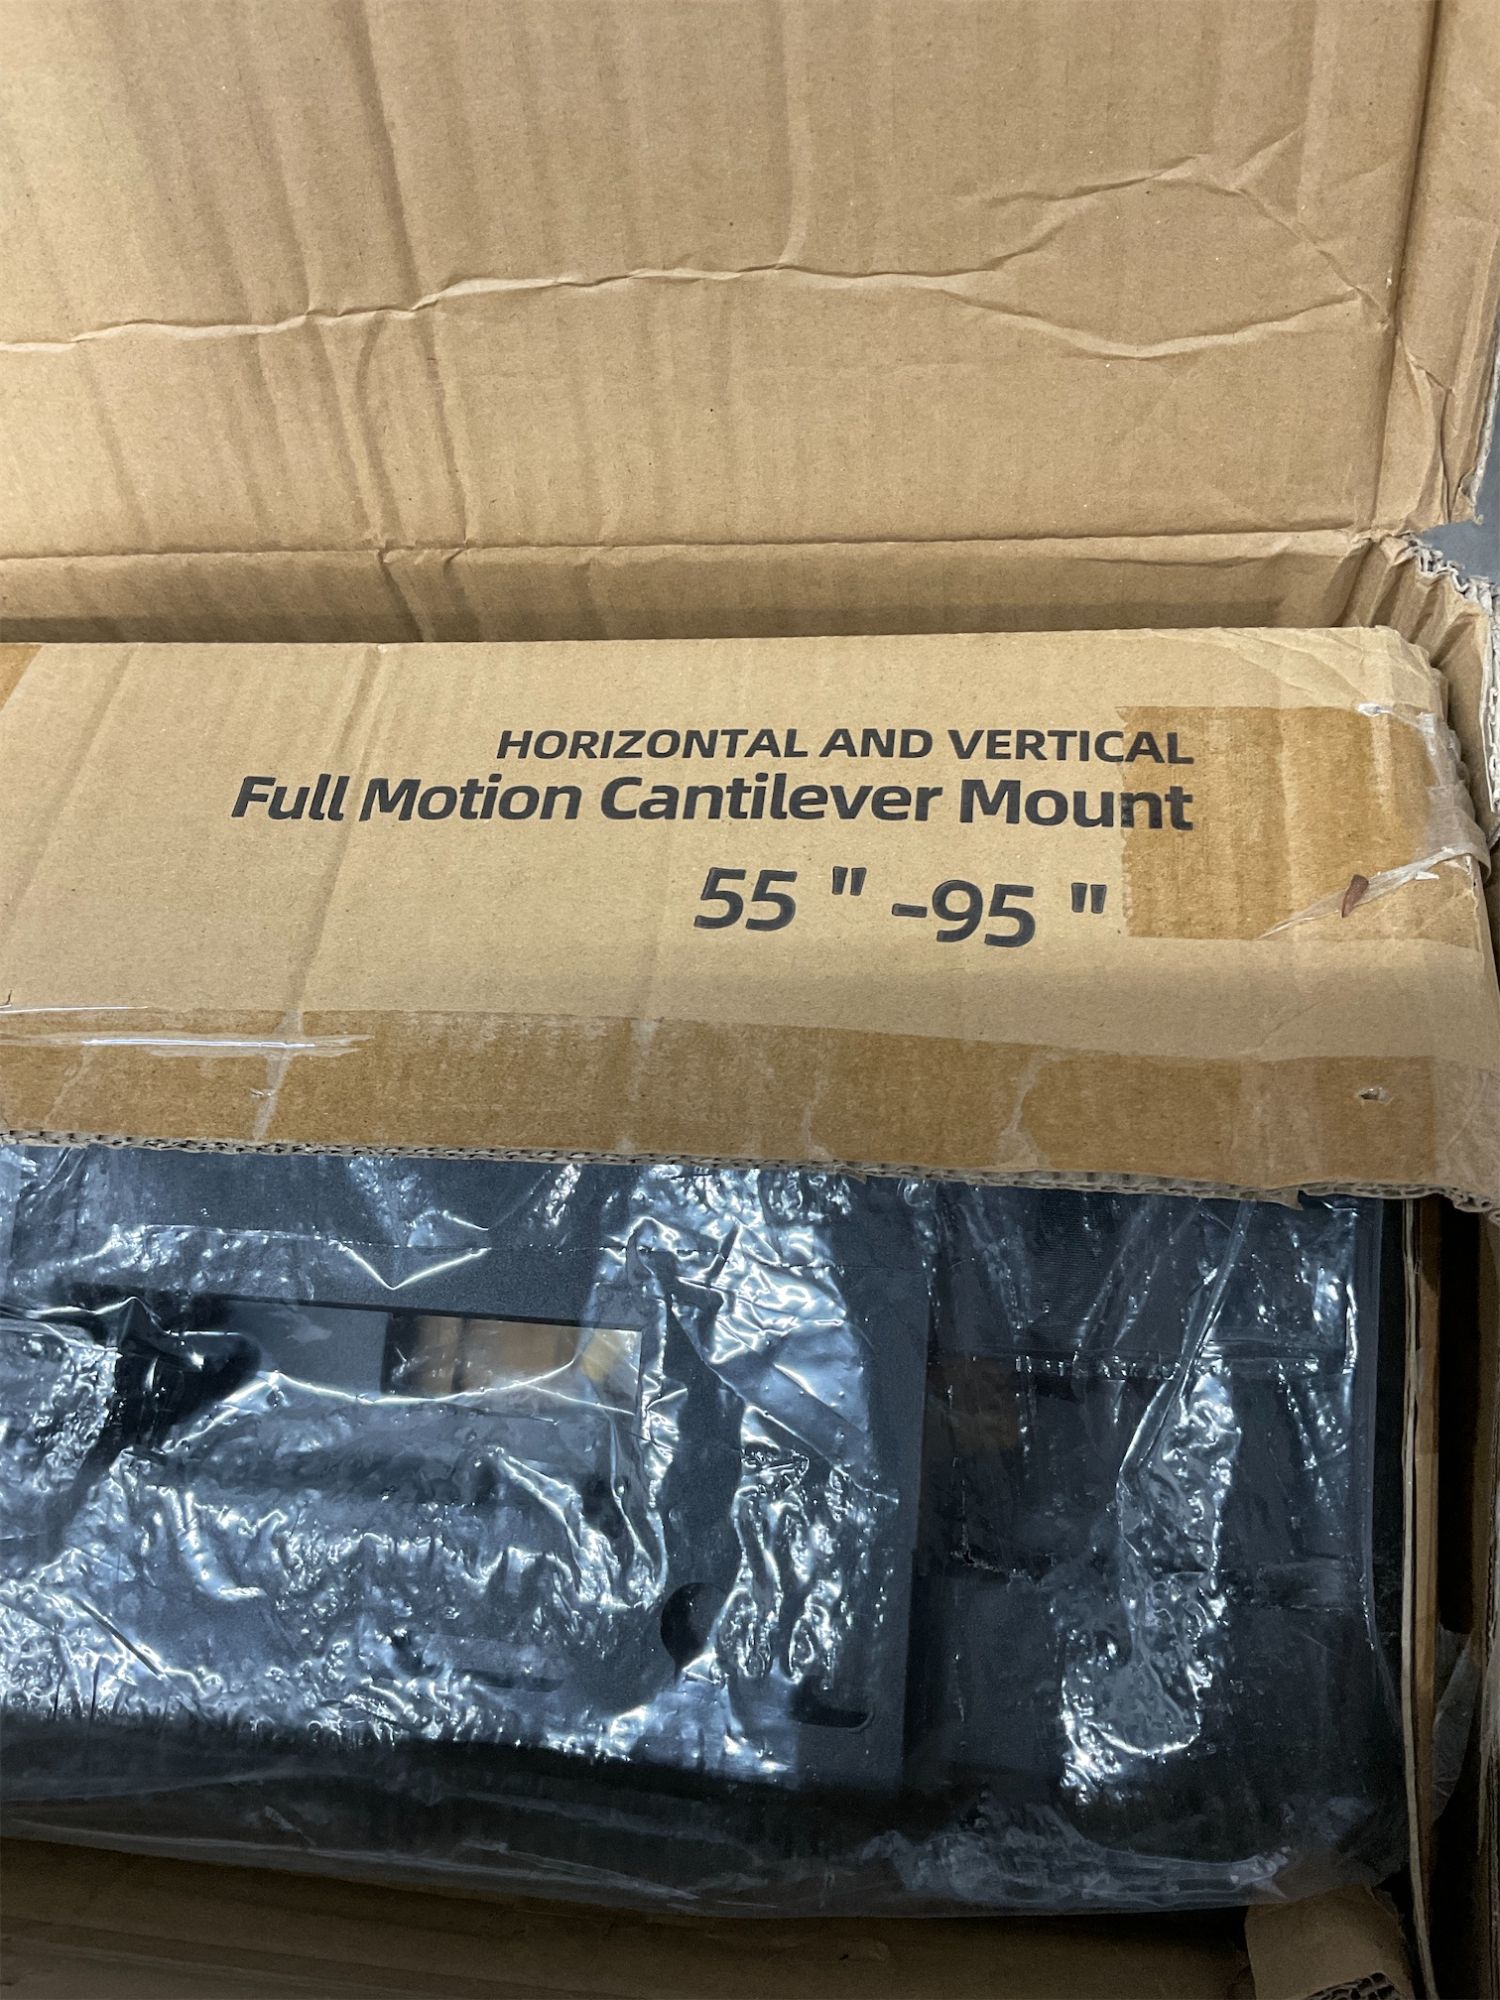 HORIZONTAL AND VERTICAL
Full Motion Cantilever Mount
55 " -95 "